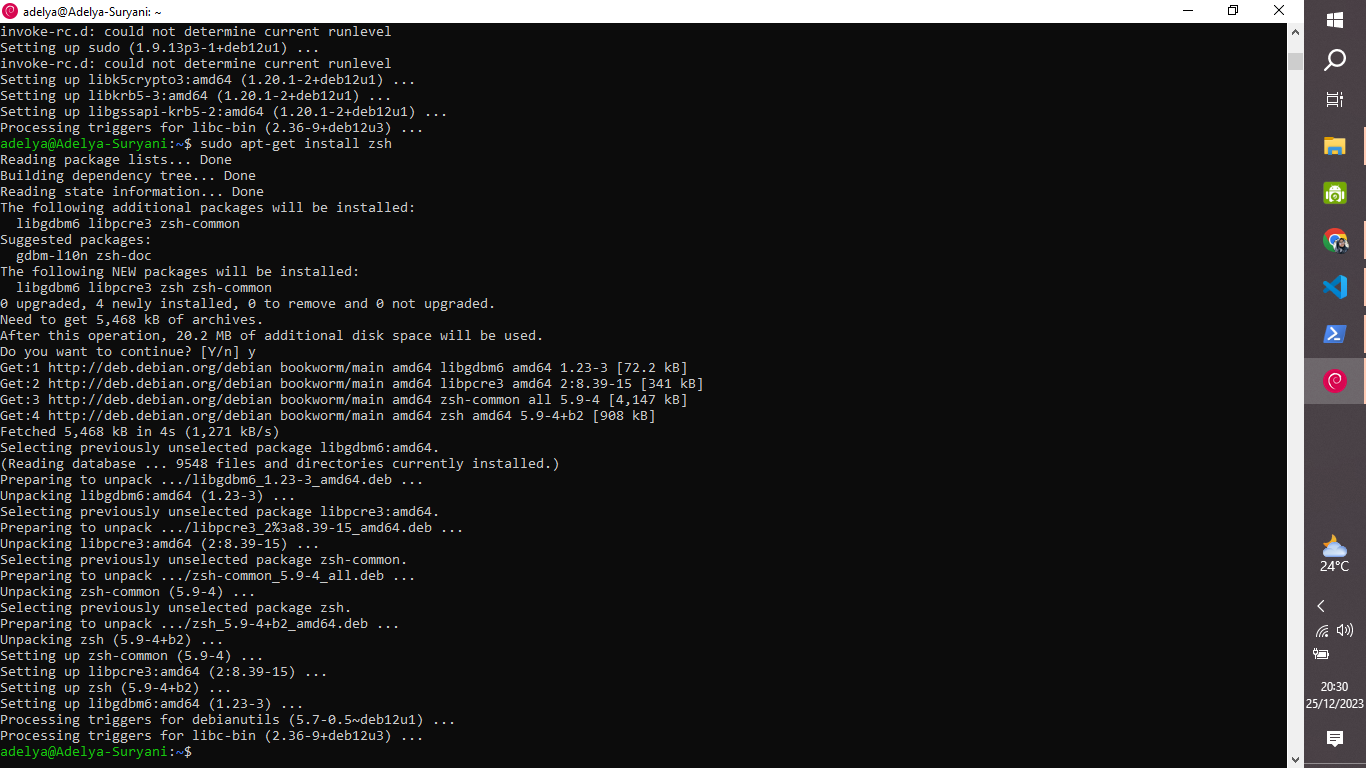 adelya@Adelya-Suryani: ~
invoke-rc.d: could not determine current runlevel
Setting up sudo (1.9.13p3-1+deb12u1) ...
invoke-rc.d: could not determine current runlevel
Setting up libk5crypto3:amd64 (1.20.1-2+deb12u1) ...
Setting up libkrb5-3:amd64 (1.20.1-2+deb12u1) ...
Setting up libgssapi-krb5-2:amd64 (1.20.1-2+deb12u1) ...
Processing triggers for libc-bin (2.36-9+deb12u3) ...
adelya@Adelya-Suryani:~$ sudo apt-get install zsh
Reading package lists... Done
Building dependency tree... Done
Reading state information... Done
The following additional packages will be installed:
  libgdbm6 libpcre3 zsh-common
Suggested packages:
  gdbm-l10n zsh-doc
The following NEW packages will be installed:
  libgdbm6 libpcre3 zsh zsh-common
0 upgraded, 4 newly installed, 0 to remove and 0 not upgraded.
Need to get 5,468 kB of archives.
After this operation, 20.2 MB of additional disk space will be used.
Do you want to continue? [Y/n] y
Get:1 http://deb.debian.org/debian bookworm/main amd64 libgdbm6 amd64 1.23-3 [72.2 kB]
Get:2 http://deb.debian.org/debian bookworm/main amd64 libpcre3 amd64 2:8.39-15 [341 kB]
Get:3 http://deb.debian.org/debian bookworm/main amd64 zsh-common all 5.9-4 [4,147 kB]
Get:4 http://deb.debian.org/debian bookworm/main amd64 zsh amd64 5.9-4+b2 [908 kB]
Fetched 5,468 kB in 4s (1,271 kB/s)
Selecting previously unselected package libgdbm6:amd64.
(Reading database ... 9548 files and directories currently installed.)
Preparing to unpack .../libgdbm6_1.23-3_amd64.deb ...
Unpacking libgdbm6:amd64 (1.23-3) ...
Selecting previously unselected package libpcre3:amd64.
Preparing to unpack .../libpcre3_2%3a8.39-15_amd64.deb ...
Unpacking libpcre3:amd64 (2:8.39-15) ...
Selecting previously unselected package zsh-common.
Preparing to unpack .../zsh-common_5.9-4_all.deb ...
Unpacking zsh-common (5.9-4) ...
Selecting previously unselected package zsh.
Preparing to unpack .../zsh_5.9-4+b2_amd64.deb ...
Unpacking zsh (5.9-4+b2) ...
Setting up zsh-common (5.9-4) ...
Setting up libpcre3:amd64 (2:8.39-15) ...
Setting up zsh (5.9-4+b2) ...
Setting up libgdbm6:amd64 (1.23-3) ...
Processing triggers for debianutils (5.7-0.5~deb12u1) ...
Processing triggers for libc-bin (2.36-9+deb12u3) ...
adelya@Adelya-Suryani:~$
24°C
20:30
25/12/2023